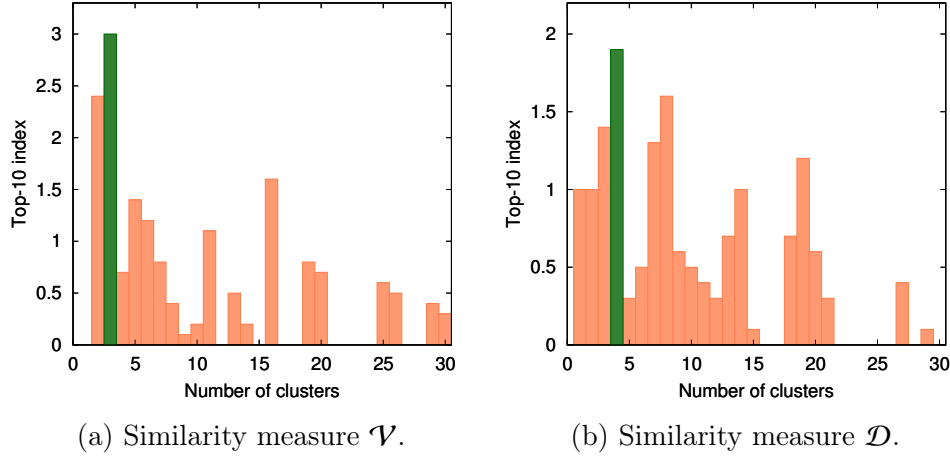 3
2.5
2
1.5
1
0.5
0
Top-10 index
0 5 10 15 20 25 30
Number of clusters
(a) Similarity measure 𝓥.
2
1.5
1
0.5
0
Top-10 index
0 5 10 15 20 25 30
Number of clusters
(b) Similarity measure 𝓓.